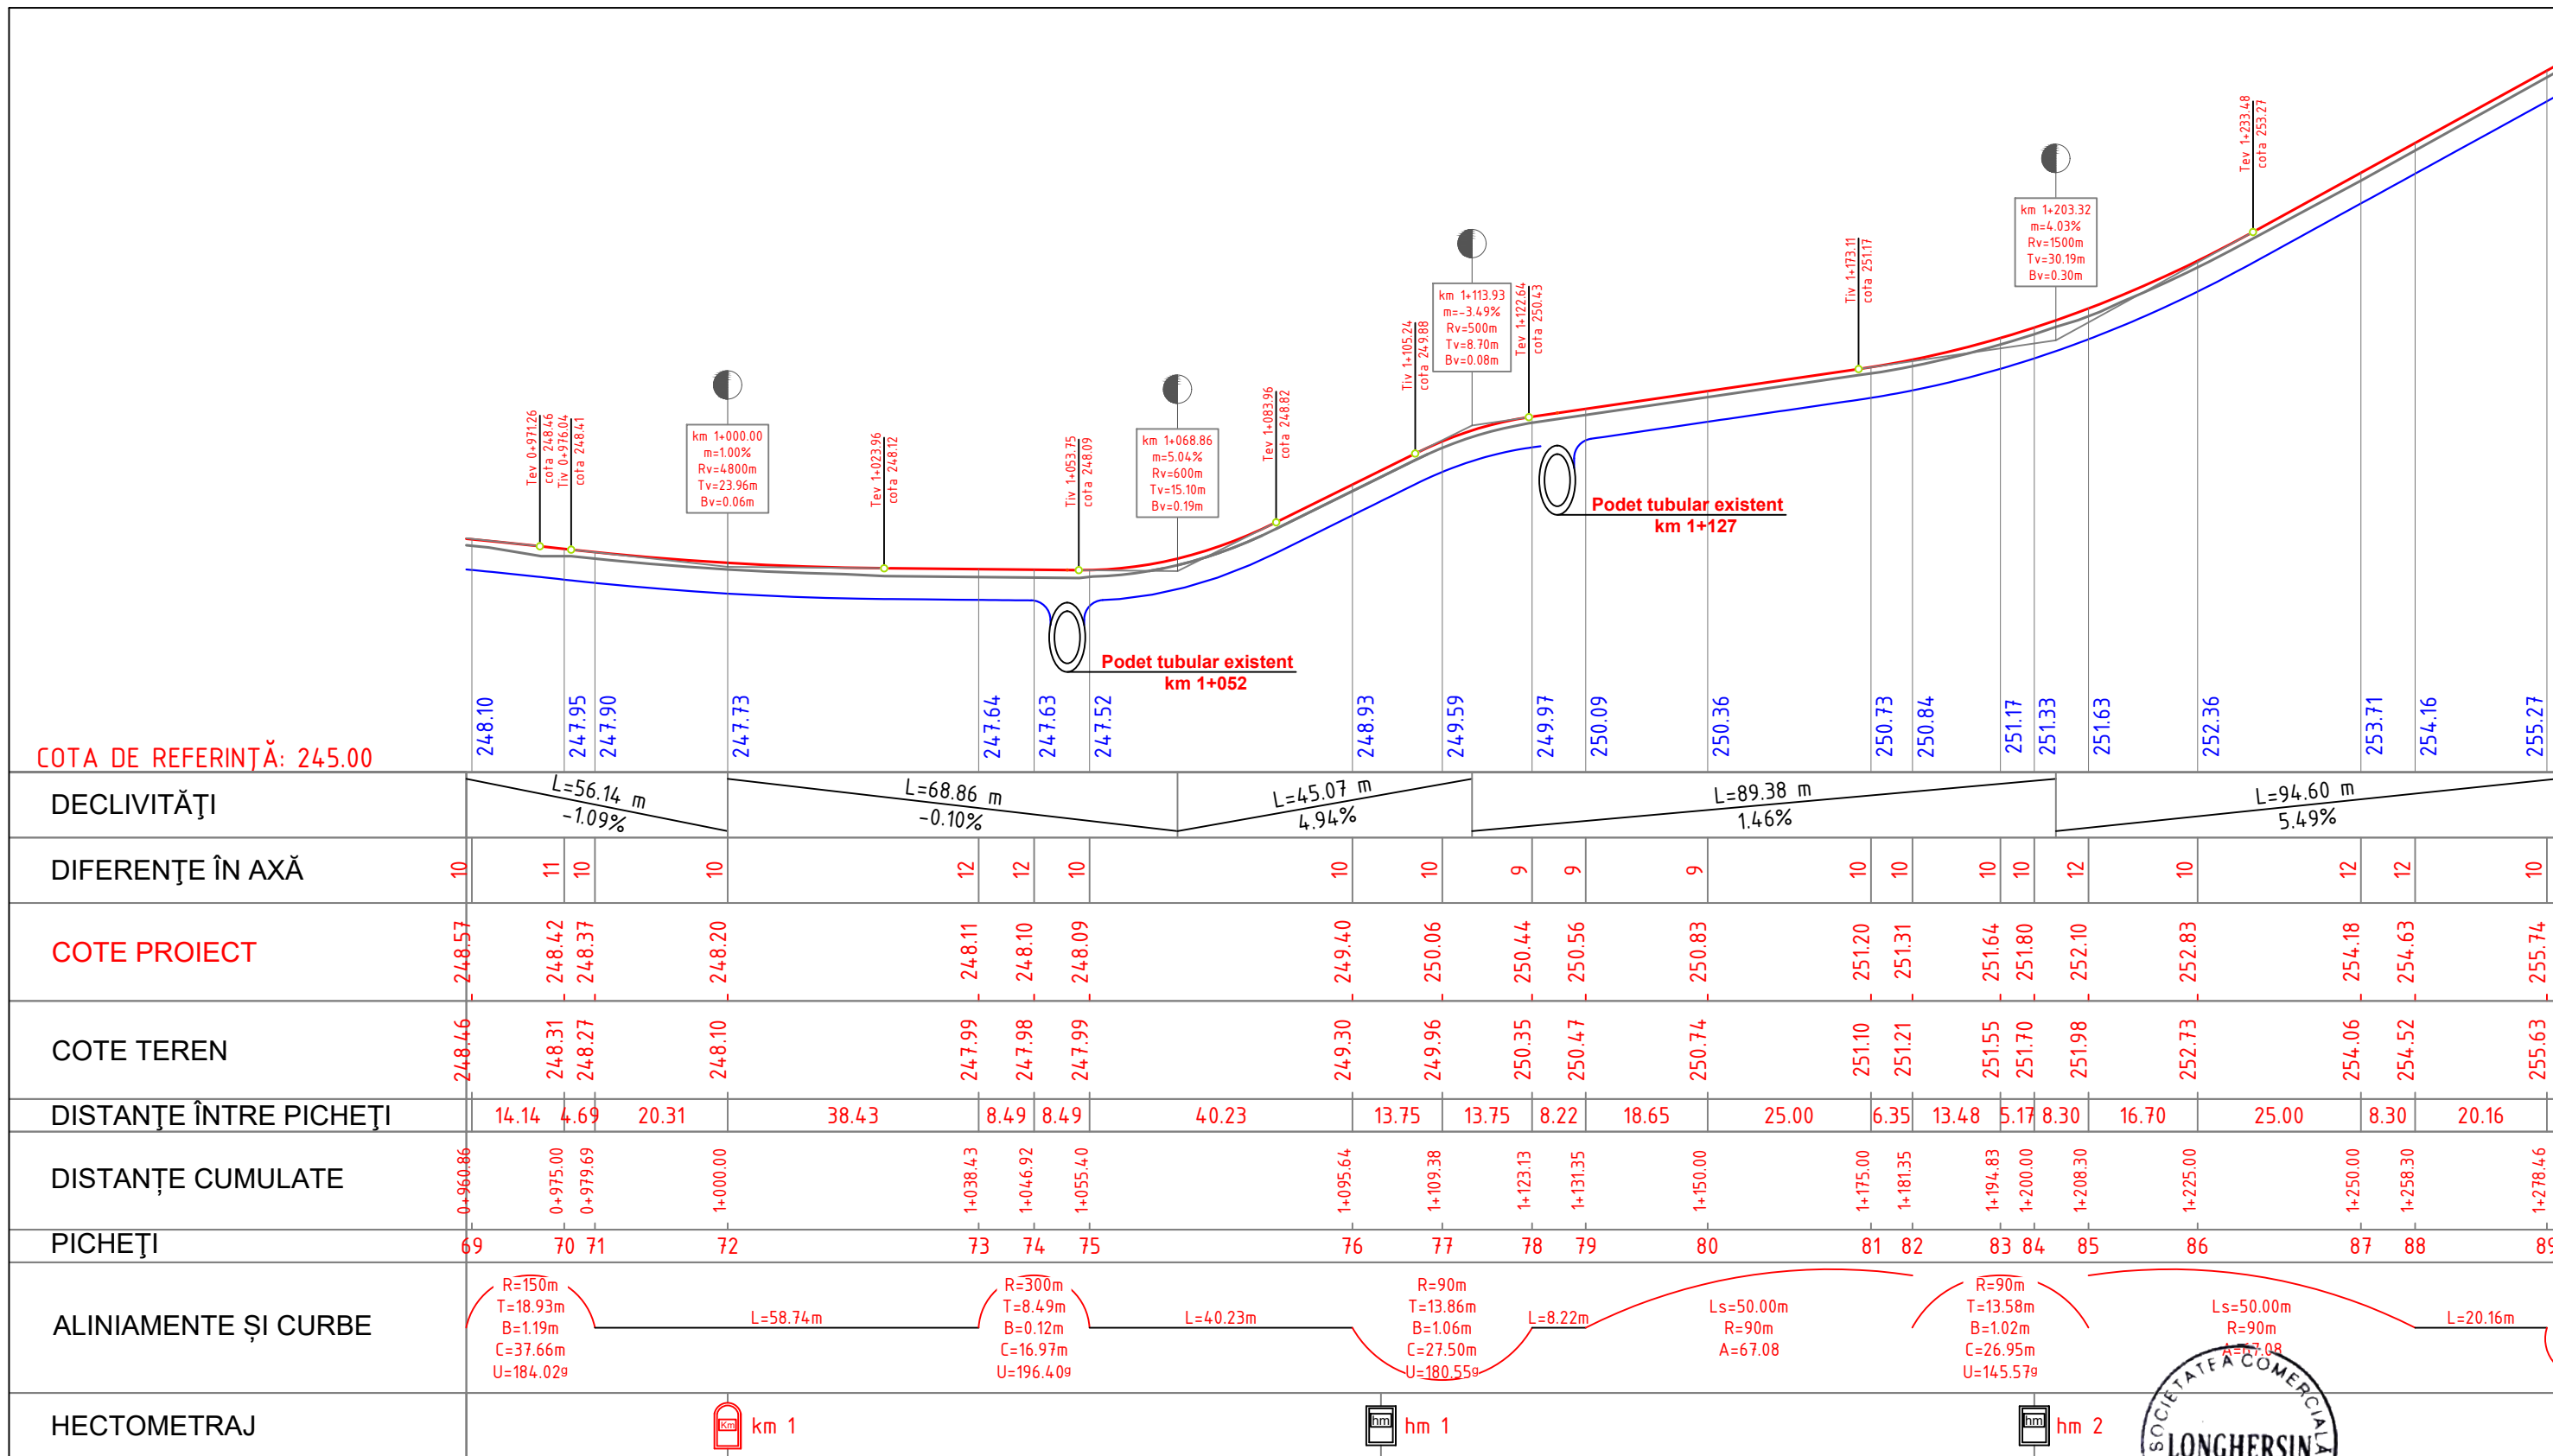 Tev 0+971.26
cota 248.46
Tiv 0+976.04
cota 248.41
km 1+000.00
m=1.00%
Rv=4800m
Tv=23.96m
Bv=0.06m
Tev 1+023.96
cota 248.12
Tiv 1+053.75
cota 248.09
km 1+068.86
m=5.04%
Rv=600m
Tv=15.10m
Bv=0.19m
Tev 1+083.96
cota 248.82
Tiv 1+105.24
cota 249.88
km 1+113.93
m=-3.49%
Rv=500m
Tv=8.70m
Bv=0.08m
Tev 1+122.64
cota 250.43
Tiv 1+173.11
cota 251.17
km 1+203.32
m=4.03%
Rv=1500m
Tv=30.19m
Bv=0.30m
Tev 1+233.48
cota 253.27
Podet tubular existent
km 1+127
Podet tubular existent
km 1+052
248.10 247.95 247.90 247.73 247.64 247.63 247.52 248.93 249.59 249.97 250.09 250.36 250.73 250.84 251.17 251.33 251.63 252.36 253.71 254.16 255.27
COTA DE REFERINŢĂ: 245.00
DECLIVITĂŢI
L=56.14 m
-1.09%
L=68.86 m
-0.10%
L=45.07 m
4.94%
L=89.38 m
1.46%
L=94.60 m
5.49%
DIFERENŢE ÎN AXĂ 10 11 10 10 12 12 10 10 10 9 9 9 10 10 10 10 12 10 12 12 10
COTE PROIECT 248.57 248.42 248.37 248.20 248.11 248.10 248.09 249.40 250.06 250.44 250.56 250.83 251.20 251.31 251.64 251.80 252.10 252.83 254.18 254.63 255.74
COTE TEREN 248.46 248.31 248.27 248.10 247.99 247.98 247.99 249.30 249.96 250.35 250.47 250.74 251.10 251.21 251.55 251.70 251.98 252.73 254.06 254.52 255.63
DISTANŢE ÎNTRE PICHEŢI 14.14 4.69 20.31 38.43 8.49 8.49 40.23 13.75 13.75 8.22 18.65 25.00 6.35 13.48 5.17 8.30 16.70 25.00 8.30 20.16
DISTANȚE CUMULATE 0+960.86 0+975.00 0+979.69 1+000.00 1+038.43 1+046.92 1+055.40 1+095.64 1+109.38 1+123.13 1+131.35 1+150.00 1+175.00 1+181.35 1+194.83 1+200.00 1+208.30 1+225.00 1+250.00 1+258.30 1+278.46
PICHEŢI 69 70 71 72 73 74 75 76 77 78 79 80 81 82 83 84 85 86 87 88 89
ALINIAMENTE ȘI CURBE
R=150m
T=18.93m
B=1.19m
C=37.66m
U=184.02g
L=58.74m
R=300m
T=8.49m
B=0.12m
C=16.97m
U=196.40g
L=40.23m
R=90m
T=13.86m
B=1.06m
C=27.50m
U=180.55g
L=8.22m
Ls=50.00m
R=90m
A=67.08
R=90m
T=13.58m
B=1.02m
C=26.95m
U=145.57g
Ls=50.00m
R=90m
A=67.08
L=20.16m
HECTOMETRAJ
Km
km 1
hm
hm 1
hm
hm 2
SOCIETATEA COMERCIALĂ
LONGHERSIN